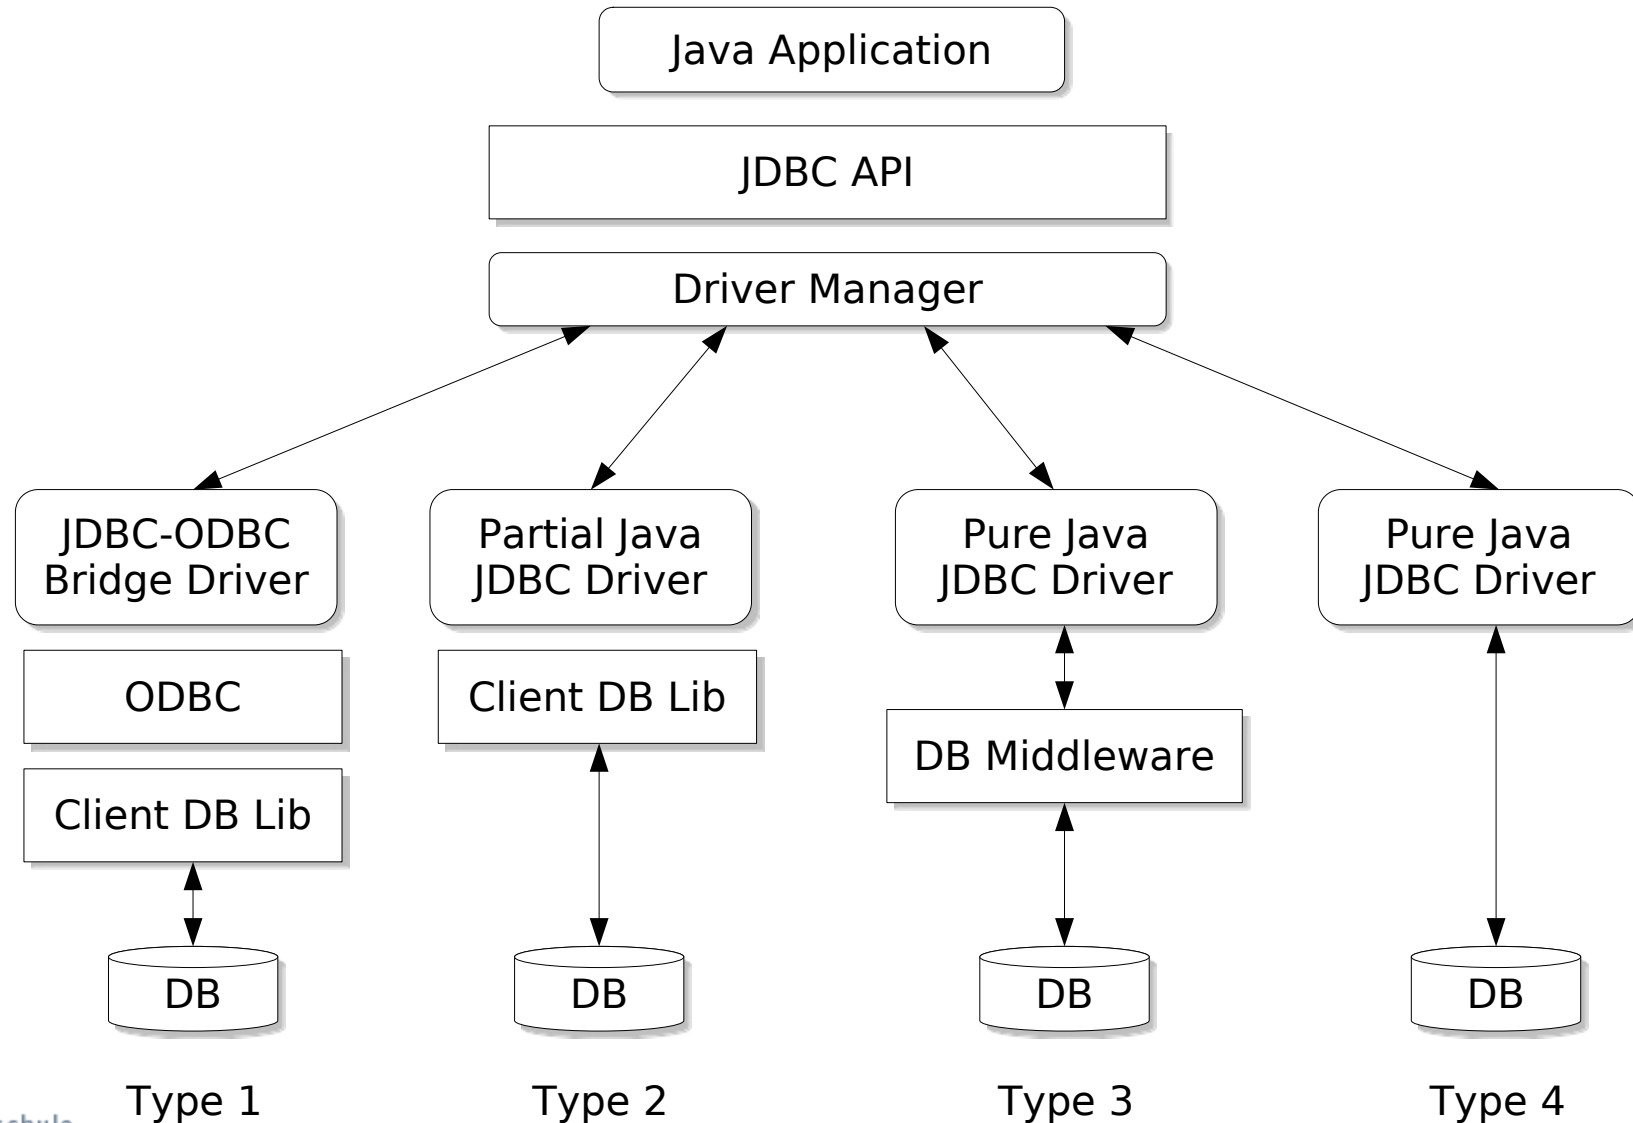 Java Application
JDBC API
Driver Manager
JDBC-ODBC
Bridge Driver
Partial Java
JDBC Driver
Pure Java
JDBC Driver
Pure Java
JDBC Driver
ODBC
Client DB Lib
Client DB Lib
DB Middleware
DB
DB
DB
DB
Type 1
Type 2
Type 3
Type 4